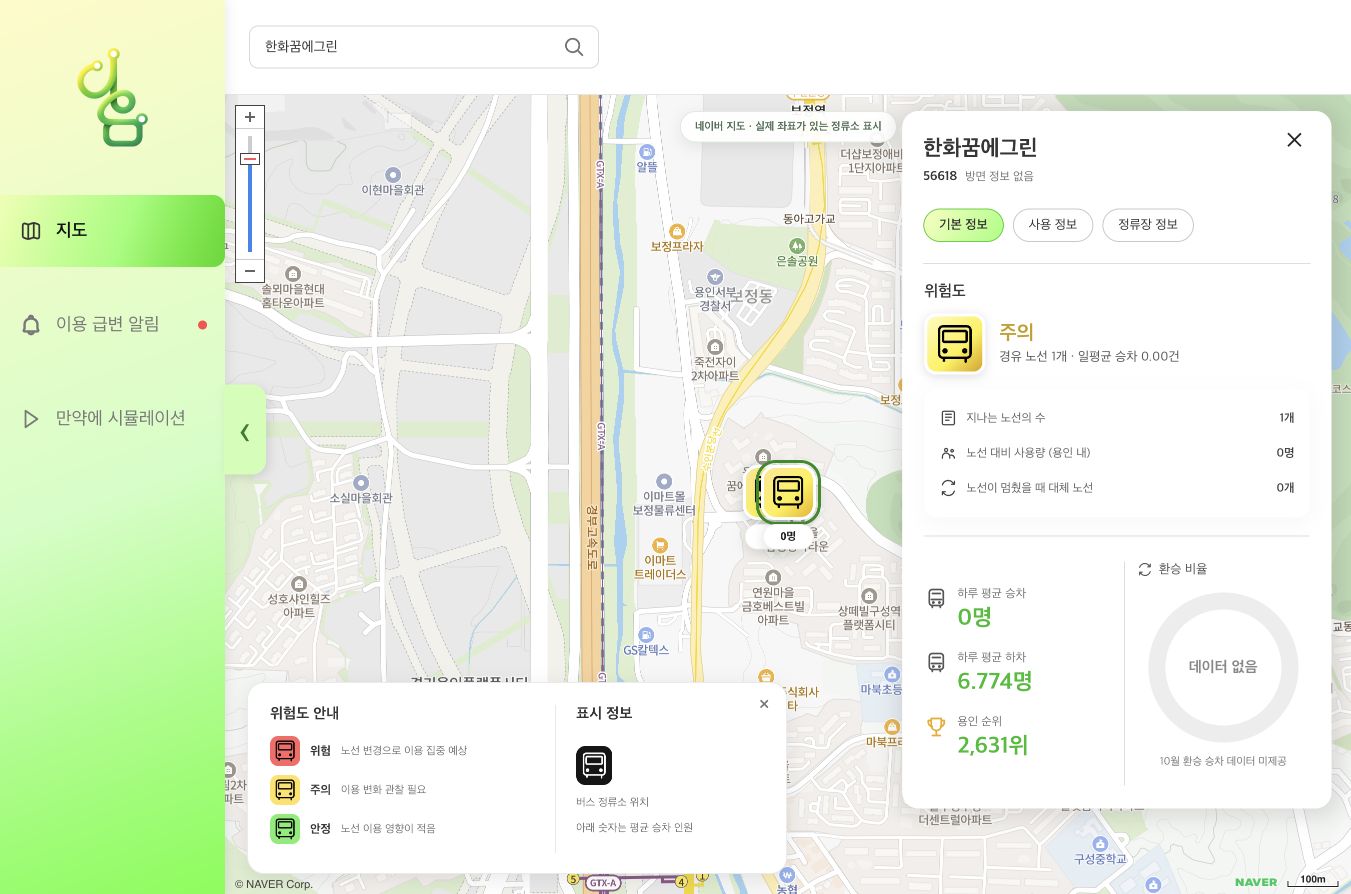 한화꿈에그린
지도
이용 급변 알림
만약에 시뮬레이션
네이버 지도 · 실제 좌표가 있는 정류소 표시
이현마을회관
솔뫼마을현대
홈타운아파트
소실마을회관
성호샤인힐즈
아파트
GTX-A
GTX-A
경부고속도로
알뜰
보정프라자
더샵보정애비
1단지아파트
동아고가교
은솔공원
용인서부
경찰서
보정동
죽전자이
2차아파트
이마트몰
보정물류센터
이마트
트레이더스
연원마을
금호베스트빌
아파트
상떼빌구성역
플랫폼시티
GS칼텍스
마북초등
마북프라
더센트럴아파트
구성중학교
농협
0명
한화꿈에그린
56618 방면 정보 없음
기본 정보
사용 정보
정류장 정보
위험도
주의
경유 노선 1개 · 일평균 승차 0.00건
지나는 노선의 수 1개
노선 대비 사용량 (용인 내) 0명
노선이 멈췄을 때 대체 노선 0개
하루 평균 승차
0명
하루 평균 하차
6.774명
용인 순위
2,631위
환승 비율
데이터 없음
10월 환승 승차 데이터 미제공
위험도 안내
위험 노선 변경으로 이용 집중 예상
주의 이용 변화 관찰 필요
안정 노선 이용 영향이 적음
표시 정보
버스 정류소 위치
아래 숫자는 평균 승차 인원
5
GTX-A
4
© NAVER Corp.
NAVER
100m